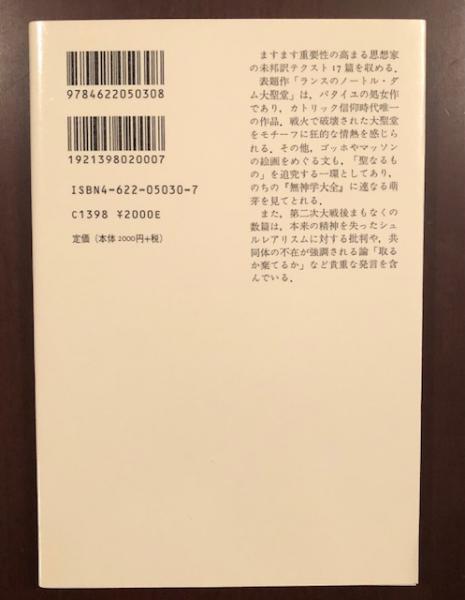 9784622050308
1921398020007
ISBN4-622-05030-7
C1398 ¥2000E
定価（本体 2000円+税）
ますます重要性の高まる思想家
の未邦訳テクスト17篇を収める．
表題作「ランスのノートル・ダ
ム大聖堂」は，バタイユの処女作
であり，カトリック信仰時代唯一
の作品．戦火で破壊された大聖堂
をモチーフに狂的な情熱を感じら
れる．その他，ゴッホやマッソン
の絵画をめぐる文も，「聖なるも
の」を追究する一環としてあり，
のちの『無神学大全』に連なる萌
芽を見てとれる．
また，第二次大戦後まもなくの
数篇は，本来の精神を失ったシュ
ルレアリスムに対する批判や，共
同体の不在が強調される論「取る
か棄てるか」など貴重な発言を含
んでいる．